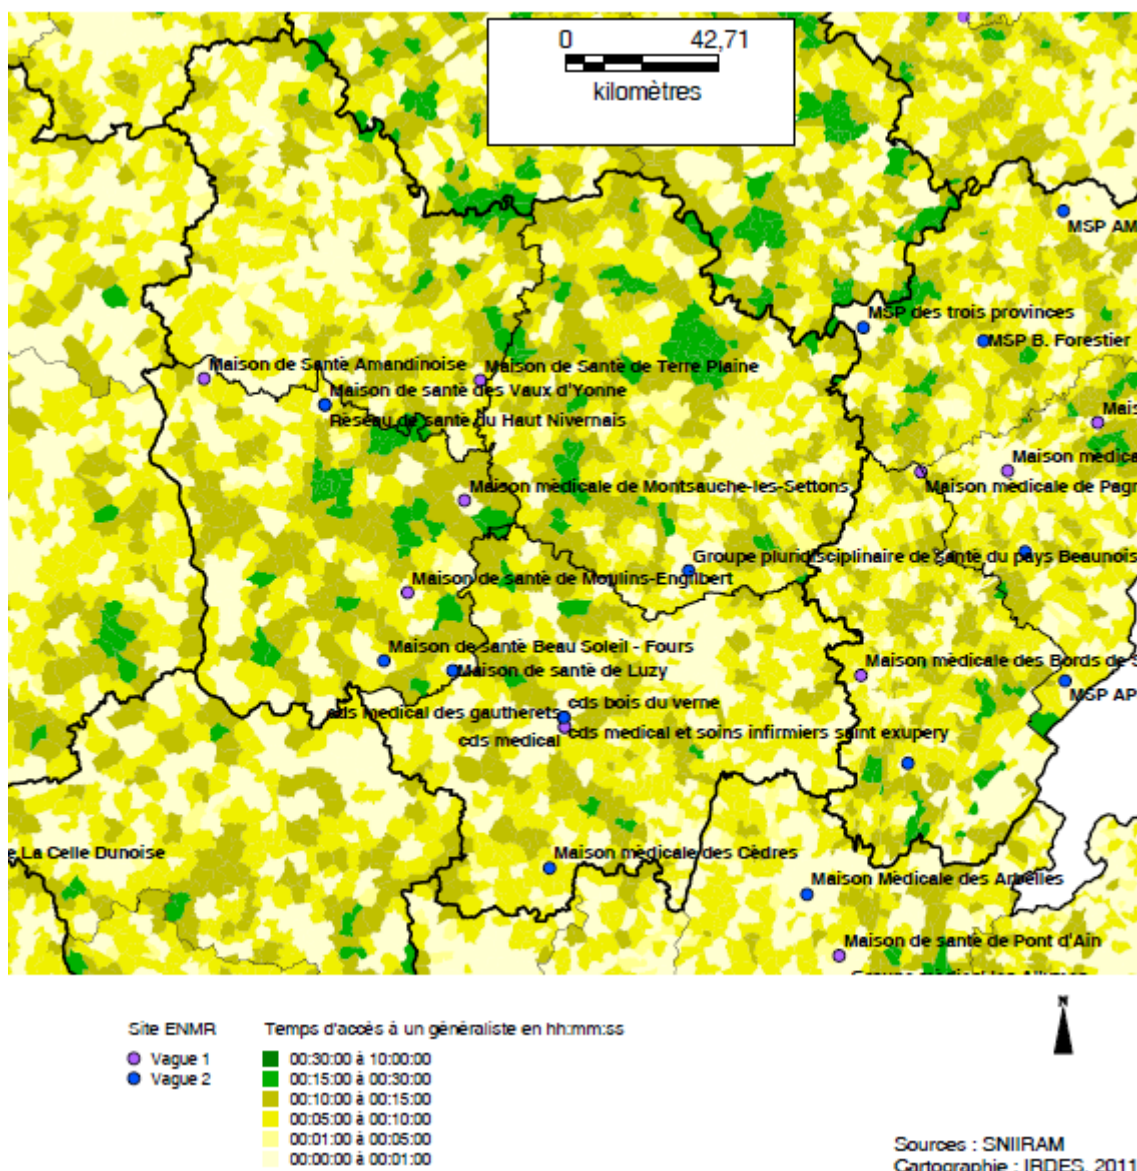 0 42,71
kilomètres
MSP AM
MSP des trois provinces
MSP B. Forestier
Maison de Santé Amandinoise
Maison de Santé de Terre Plaine
Maison de santé des Vaux d'Yonne
Réseau de santé du Haut Nivernais
Mais
Maison médica
Maison médicale de Montsauche-les-Settons
Maison médicale de Pagn
Groupe pluridisciplinaire de santé du pays Beaunois
Maison de santé de Moulins-Engilbert
Maison de santé Beau Soleil - Fours
Maison de santé de Luzy
Maison médicale des Bords de S
MSP AP
cds bois du verne
cds medical des gautherets
cds medical et soins infirmiers saint exupery
cds medical
e La Celle Dunoise
Maison médicale des Cèdres
Maison Médicale des Arbelles
Maison de santé de Pont d'Ain
Site ENMR
Vague 1
Vague 2
Temps d'accès à un généraliste en hh:mm:ss
00:30:00 à 10:00:00
00:15:00 à 00:30:00
00:10:00 à 00:15:00
00:05:00 à 00:10:00
00:01:00 à 00:05:00
00:00:00 à 00:01:00
N
Sources : SNIIRAM
Cartographie : IRDES, 2011